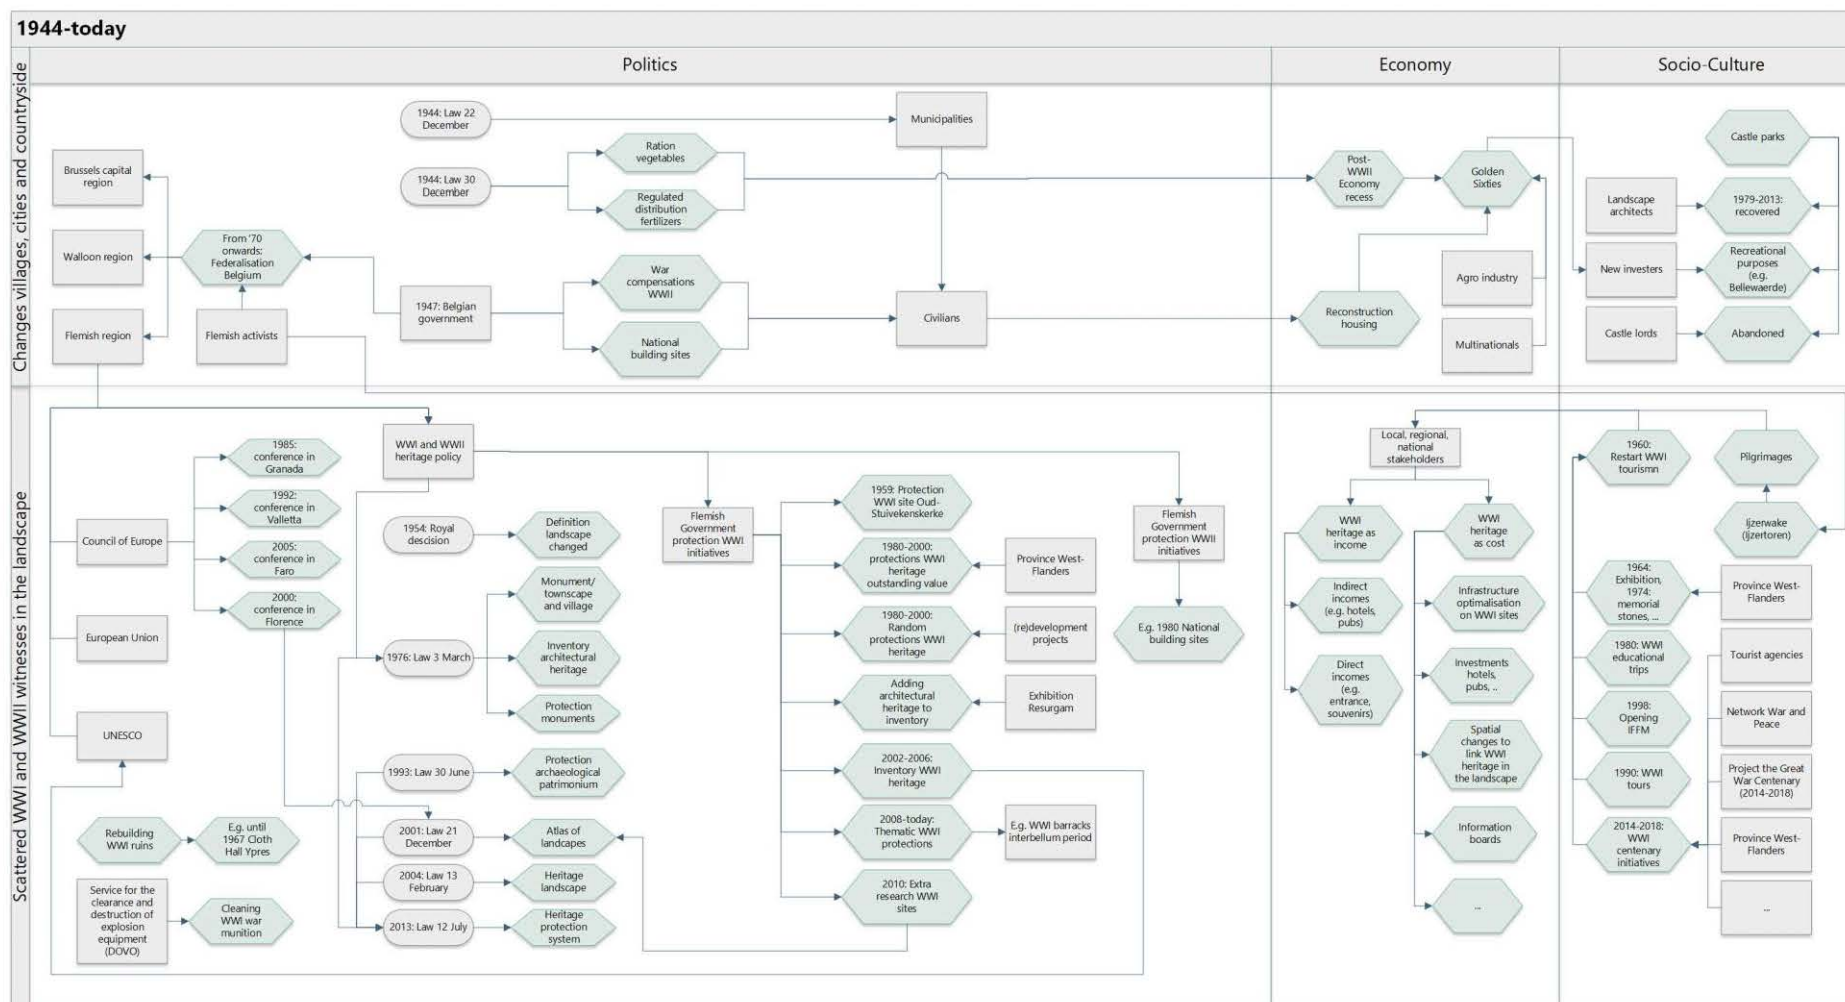 1944-today
Politics
Economy
Socio-Culture
Changes villages, cities and countryside
1944: Law 22
December
Municipalities
Ration
vegetables
1944: Law 30
December
Regulated
distribution
fertilizers
Brussels capital
region
Walloon region
Flemish region
From '70
onwards:
Federalisation
Belgium
Flemish activists
1947: Belgian
government
War
compensations
WWII
National
building sites
Civilians
Post-
WWII
Economy
recess
Golden
Sixties
Agro industry
Reconstruction
housing
Multinationals
Castle parks
Landscape
architects
1979-2013:
recovered
New investers
Recreational
purposes
(e.g.
Bellewaerde)
Castle lords
Abandoned
Scattered WWI and WWII witnesses in the landscape
Council of Europe
European Union
UNESCO
1985:
conference in
Granada
1992:
conference in
Valletta
2005:
conference in
Faro
2000:
conference in
Florence
Rebuilding
WWI ruins
E.g. until
1967 Cloth
Hall Ypres
Service for the
clearance and
destruction of
explosion
equipment
(DOVO)
Cleaning
WWI war
munition
WWI and WWII
heritage policy
1954: Royal
descision
Definition
landscape
changed
Monument/
townscape
and village
1976: Law 3 March
Inventory
architectural
heritage
Protection
monuments
1993: Law 30 June
Protection
archaeological
patrimonium
2001: Law 21
December
Atlas of
landcapes
2004: Law 13
February
Heritage
landscape
2013: Law 12 July
Heritage
protection
system
Flemish
Government
protection WWI
initiatives
1959: Protection
WWI site Oud-
Stuivekenskerke
1980-2000:
protections WWI
heritage
outstanding value
Province West-
Flanders
1980-2000:
Random
protections WWI
heritage
(re)development
projects
Adding
architectural
heritage to
inventory
Exhibition
Resurgam
2002-2006:
Inventory WWI
heritage
2008-today:
Thematic WWI
protections
E.g. WWI barracks
interbellum period
2010: Extra
research WWI
sites
Flemish
Government
protection WWII
initiatives
E.g. 1980 National
building sites
Local, regional,
national
stakeholders
WWI
heritage as
income
WWI
heritage
as cost
Indirect
incomes
(e.g. hotels,
pubs)
Direct
incomes
(e.g.
entrance,
souvenirs)
Infrastructure
optimalisation
on WWI sites
Investments
hotels,
pubs, ..
Spatial
changes to
link WWI
heritage in
the landscape
Information
boards
...
1960:
Restart WWI
tourismn
Pilgrimages
Ijzerwake
(Ijzertoren)
1964:
Exhibition,
1974:
memorial
stones, ...
Province West-
Flanders
1980: WWI
educational
trips
Tourist agencies
1998:
Opening
IFFM
Network War and
Peace
1990: WWI
tours
Project the Great
War Centenary
(2014-2018)
2014-2018:
WWI
centenary
initiatives
Province West-
Flanders
...